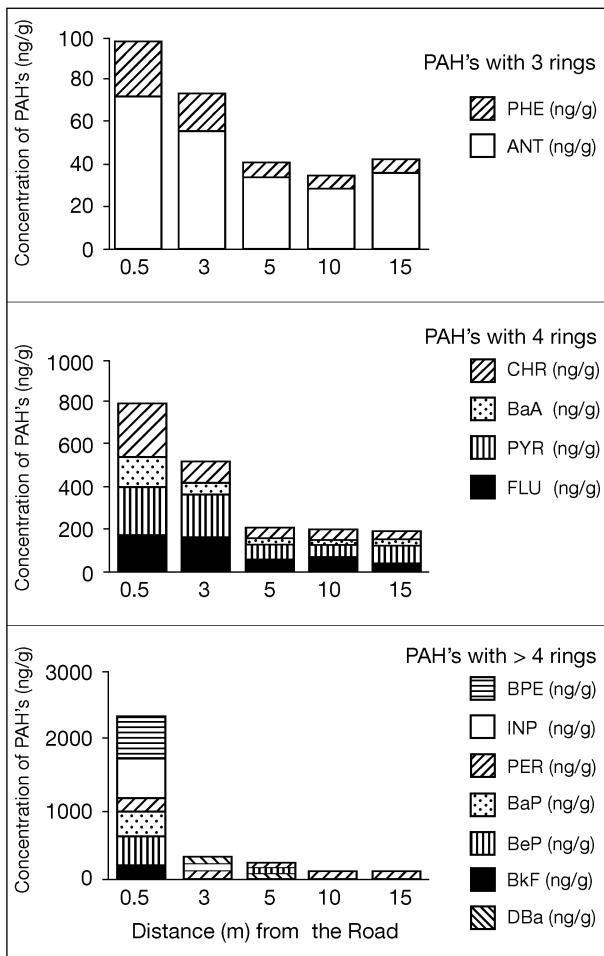 Concentration of PAH's (ng/g)
100
80
60
40
20
0
0.5 3 5 10 15
PAH's with 3 rings
PHE (ng/g)
ANT (ng/g)
Concentration of PAH's (ng/g)
1000
800
600
400
200
0
0.5 3 5 10 15
PAH's with 4 rings
CHR (ng/g)
BaA (ng/g)
PYR (ng/g)
FLU (ng/g)
Concentration of PAH's (ng/g)
3000
2000
1000
0
0.5 3 5 10 15
Distance (m) from the Road
PAH's with > 4 rings
BPE (ng/g)
INP (ng/g)
PER (ng/g)
BaP (ng/g)
BeP (ng/g)
BkF (ng/g)
DBa (ng/g)